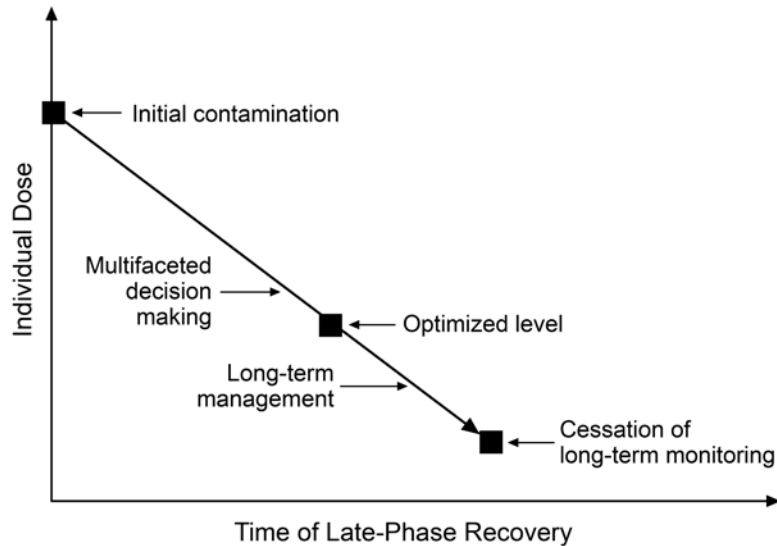 Individual Dose
Initial contamination
Multifaceted
decision
making
Optimized level
Long-term
management
Cessation of
long-term monitoring
Time of Late-Phase Recovery